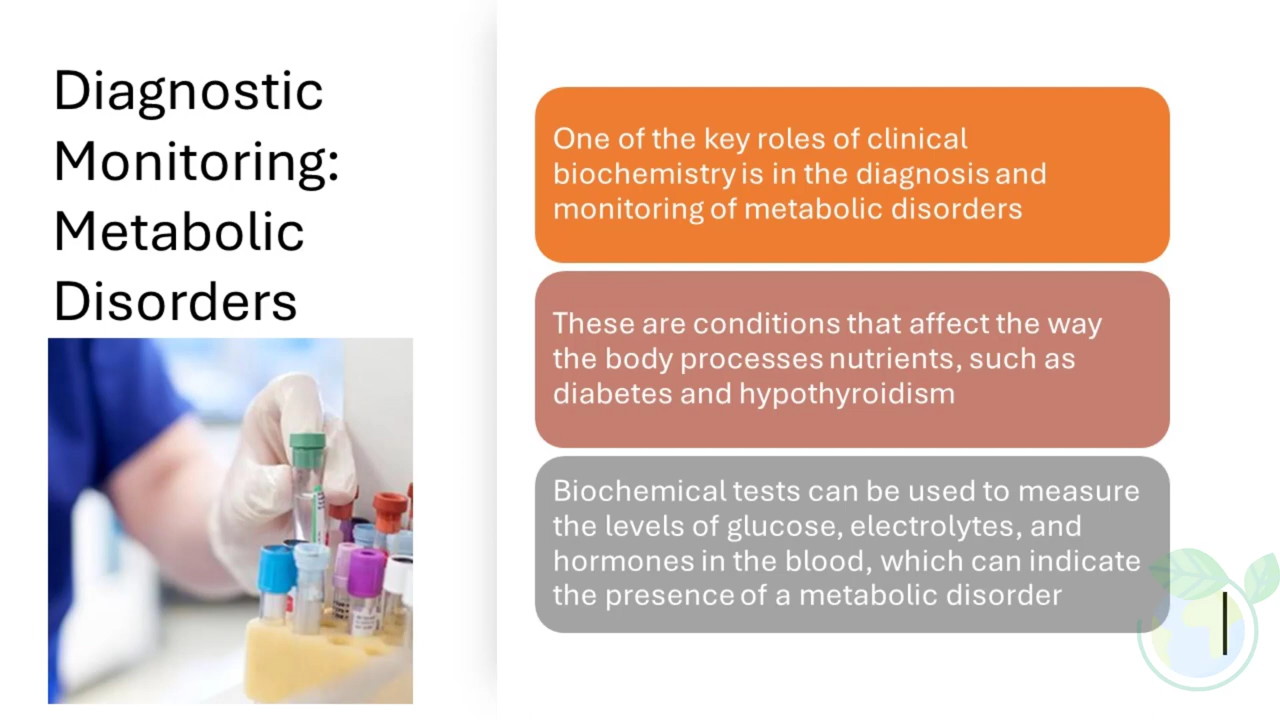 Diagnostic
Monitoring:
Metabolic
Disorders
One of the key roles of clinical
biochemistry is in the diagnosis and
monitoring of metabolic disorders
These are conditions that affect the way
the body processes nutrients, such as
diabetes and hypothyroidism
Biochemical tests can be used to measure
the levels of glucose, electrolytes, and
hormones in the blood, which can indicate
the presence of a metabolic disorder